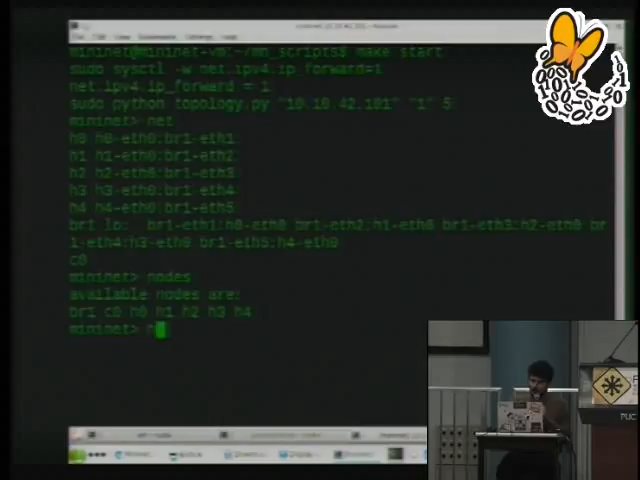 mininet@mininet-vm:~/mn_scripts$ make start
sudo sysctl -w net.ipv4.ip_forward=1
net.ipv4.ip_forward = 1
sudo python topology.py "10.10.42.101" "1" 5
mininet> net
h0 h0-eth0:br1-eth1
h1 h1-eth0:br1-eth2
h2 h2-eth0:br1-eth3
h3 h3-eth0:br1-eth4
h4 h4-eth0:br1-eth5
br1 lo:  br1-eth1:h0-eth0 br1-eth2:h1-eth0 br1-eth3:h2-eth0 br
1-eth4:h3-eth0 br1-eth5:h4-eth0
c0
mininet> nodes
available nodes are:
br1 c0 h0 h1 h2 h3 h4
mininet> h
PUC